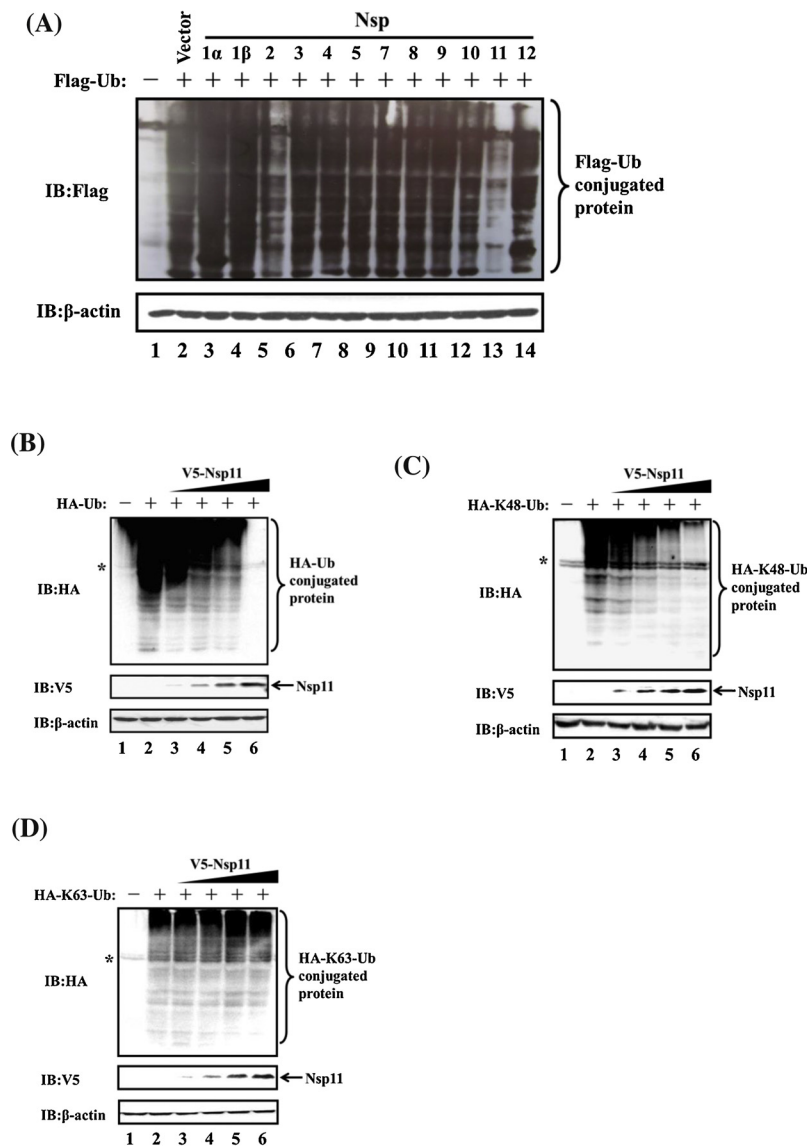 (A)
Nsp
Vector 1α 1β 2 3 4 5 7 8 9 10 11 12
Flag-Ub: − + + + + + + + + + + + + +
IB:Flag
Flag-Ub
conjugated
protein
IB:β-actin
1 2 3 4 5 6 7 8 9 10 11 12 13 14
(B)
V5-Nsp11
HA-Ub: − + + + + +
*
IB:HA
HA-Ub
conjugated
protein
IB:V5
Nsp11
IB:β-actin
1 2 3 4 5 6
(C)
V5-Nsp11
HA-K48-Ub: − + + + + +
*
IB:HA
HA-K48-Ub
conjugated
protein
IB:V5
Nsp11
IB:β-actin
1 2 3 4 5 6
(D)
V5-Nsp11
HA-K63-Ub: − + + + + +
*
IB:HA
HA-K63-Ub
conjugated
protein
IB:V5
Nsp11
IB:β-actin
1 2 3 4 5 6